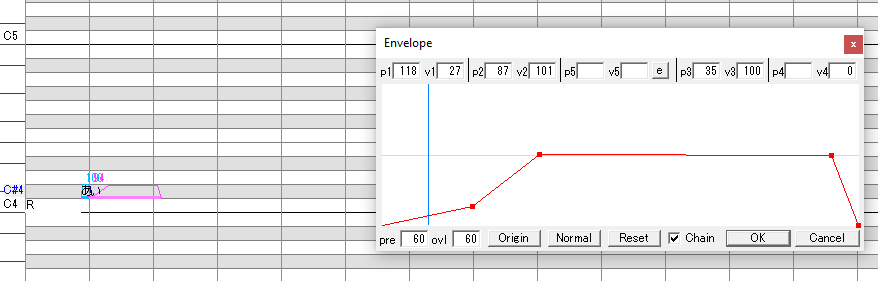 C5
Envelope
x
p1 118 v1 27 p2 87 v2 101 p5 v5 e p3 35 v3 100 p4 v4 0
C#4
C4 R
pre 60 ovl 60 Origin Normal Reset Chain OK Cancel